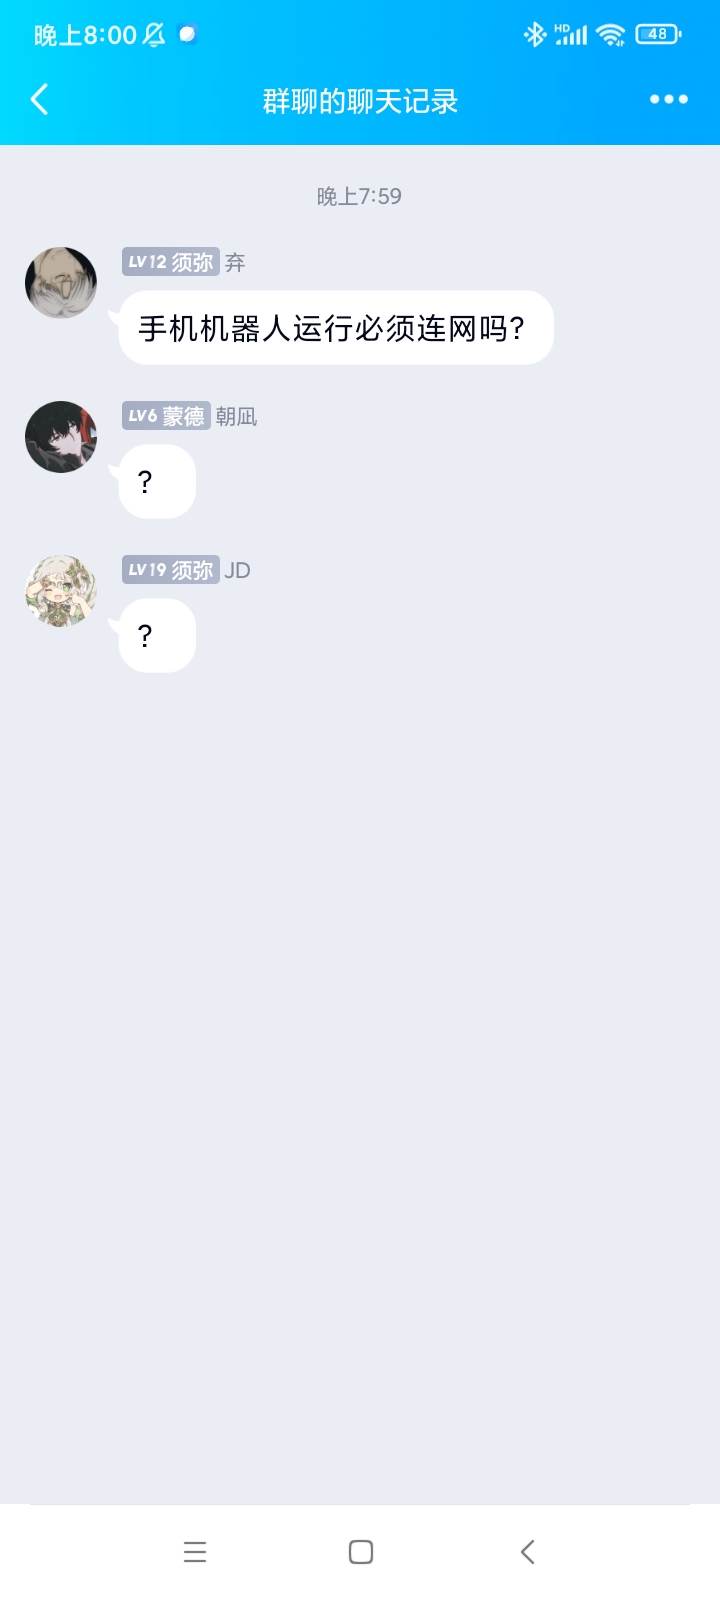 晚上8:00
HD
48
群聊的聊天记录
晚上7:59
LV12 须弥 弃
手机机器人运行必须连网吗?
LV6 蒙德 朝凪
?
LV19 须弥 JD
?